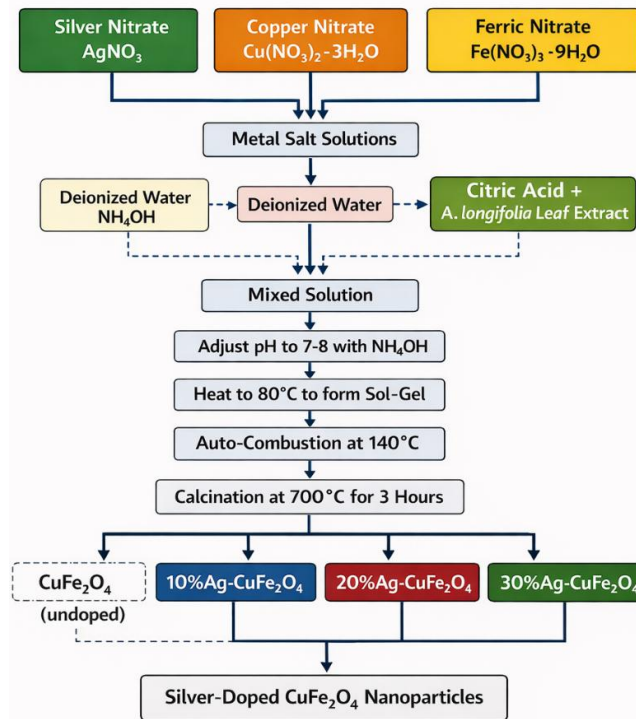 Silver Nitrate
AgNO₃
Copper Nitrate
Cu(NO₃)₂-3H₂O
Ferric Nitrate
Fe(NO₃)₃-9H₂O
Metal Salt Solutions
Deionized Water
NH₄OH
Deionized Water
Citric Acid +
A. longifolia Leaf Extract
Mixed Solution
Adjust pH to 7-8 with NH₄OH
Heat to 80°C to form Sol-Gel
Auto-Combustion at 140°C
Calcination at 700°C for 3 Hours
CuFe₂O₄
(undoped)
10%Ag-CuFe₂O₄
20%Ag-CuFe₂O₄
30%Ag-CuFe₂O₄
Silver-Doped CuFe₂O₄ Nanoparticles